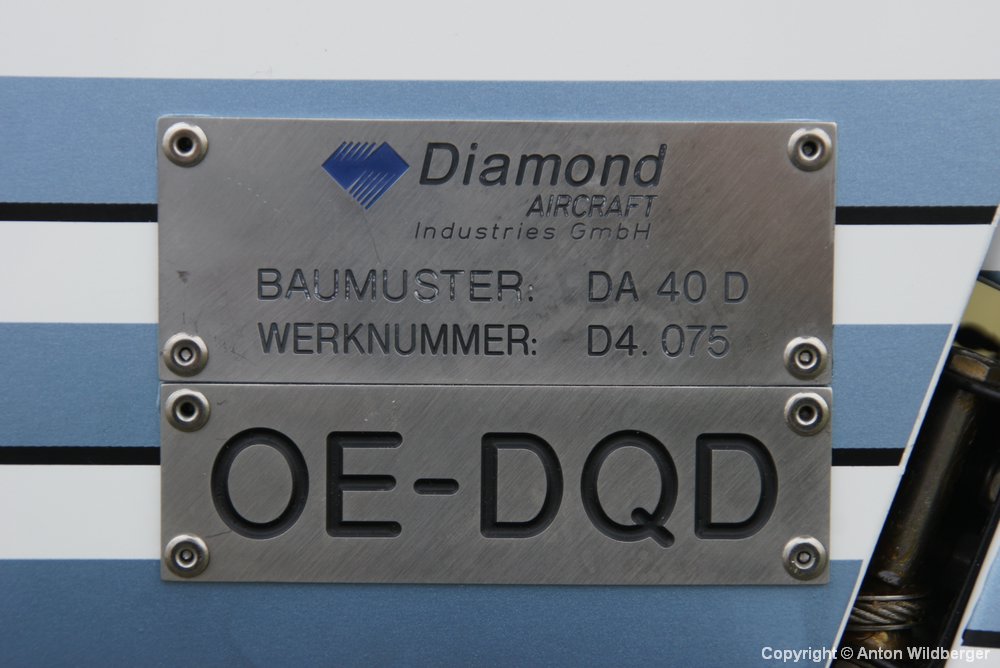 Diamond
AIRCRAFT
Industries GmbH
BAUMUSTER: DA 40 D
WERKNUMMER: D4.075
OE-DQD
Copyright © Anton Wildberger